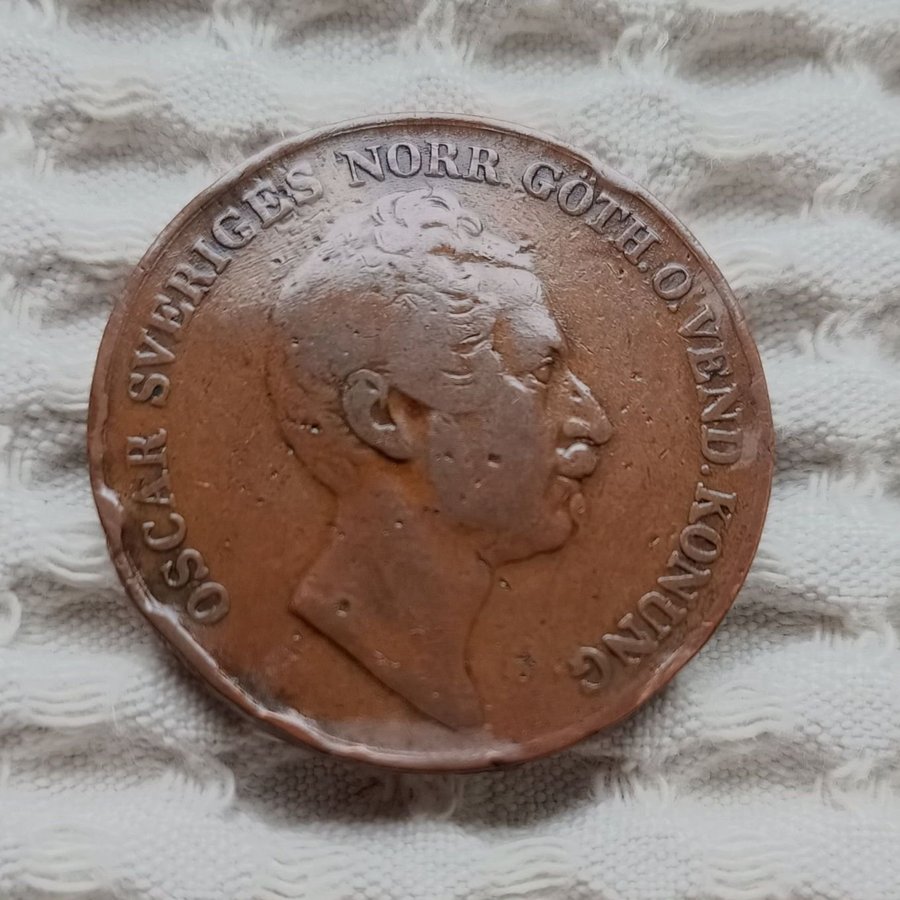 OSCAR SVERIGES NORR. GÖTH. O. VEND. KONUNG